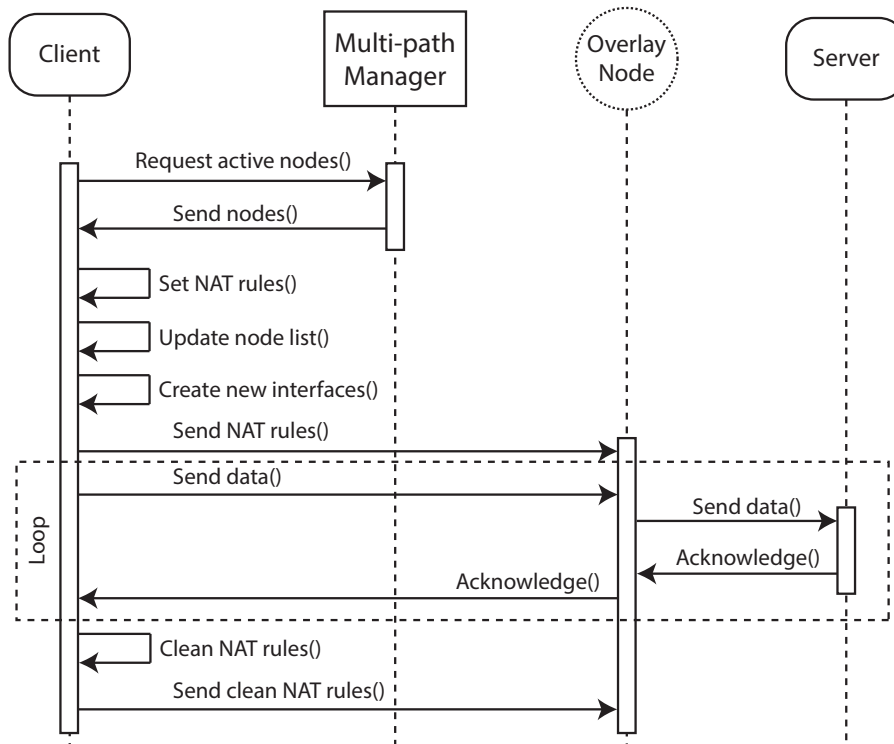 Client
Multi-path
Manager
Overlay
Node
Server
Request active nodes()
Send nodes()
Set NAT rules()
Update node list()
Create new interfaces()
Send NAT rules()
Loop
Send data()
Send data()
Acknowledge()
Acknowledge()
Clean NAT rules()
Send clean NAT rules()